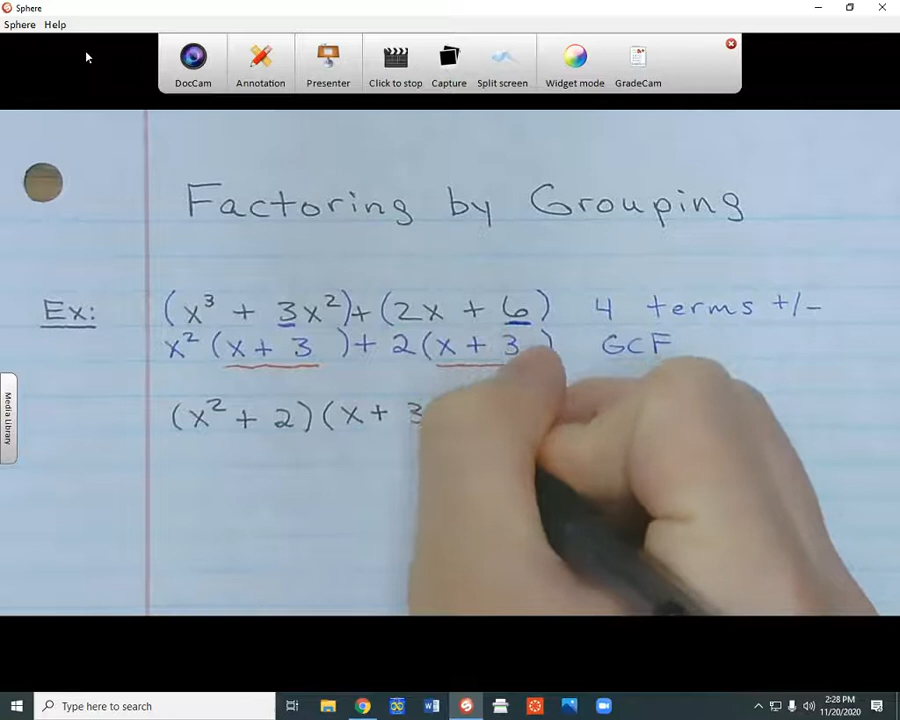 Sphere
Sphere Help
DocCam Annotation Presenter Click to stop Capture Split screen Widget mode GradeCam
Factoring by Grouping
Ex: (x³ + 3x²)+(2x + 6) 4 terms +/-
x²(x + 3 )+ 2(x + 3 ) GCF
(x² + 2)(x + 3
Media Library
Type here to search
2:28 PM
11/20/2020